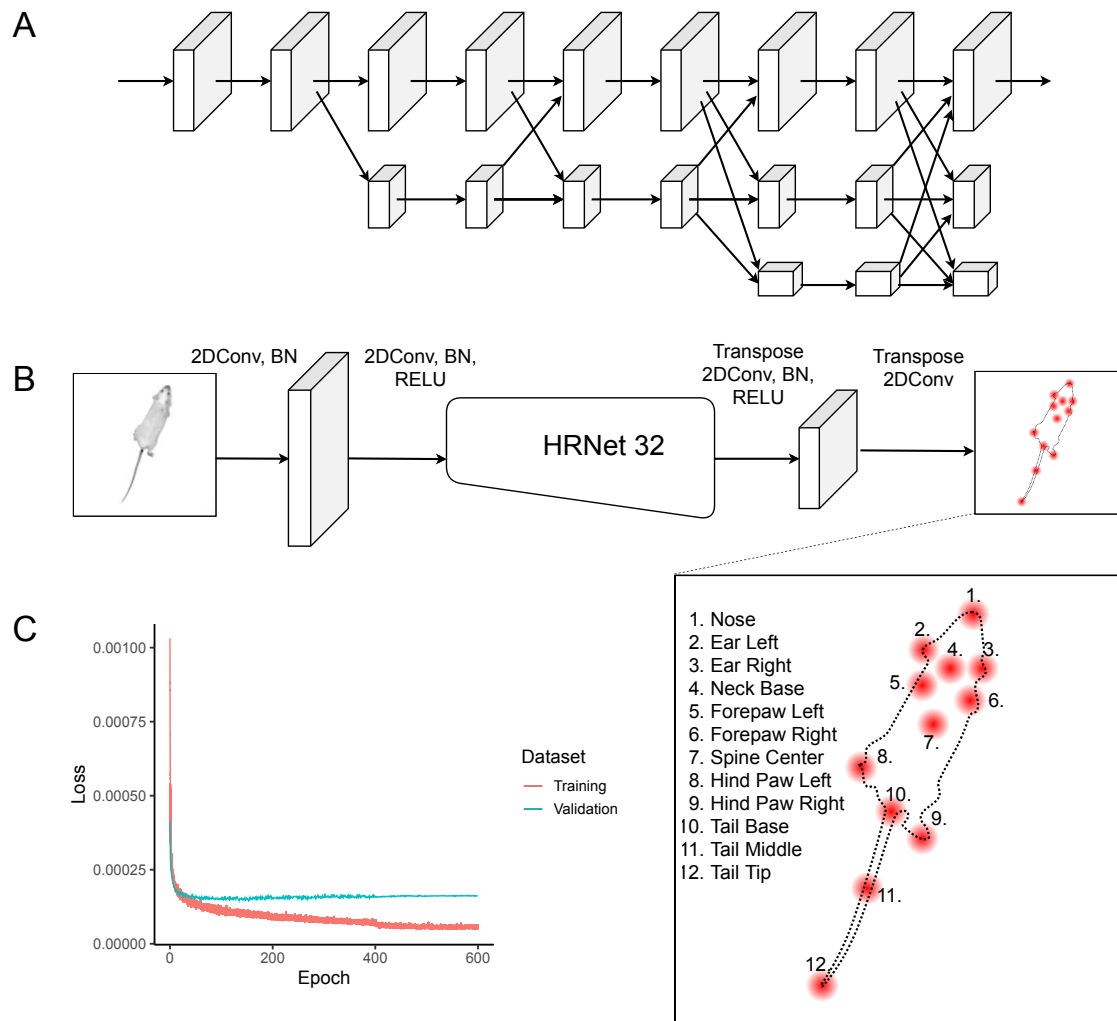 A
B
2DConv, BN
2DConv, BN,
RELU
HRNet 32
Transpose
2DConv, BN,
RELU
Transpose
2DConv
1. Nose
2. Ear Left
3. Ear Right
4. Neck Base
5. Forepaw Left
6. Forepaw Right
7. Spine Center
8. Hind Paw Left
9. Hind Paw Right
10. Tail Base
11. Tail Middle
12. Tail Tip
1.
2.
3.
4.
5.
6.
7.
8.
9.
10.
11.
12.
C
Loss
0.00100
0.00075
0.00050
0.00025
0.00000
0
200
400
600
Epoch
Dataset
Training
Validation